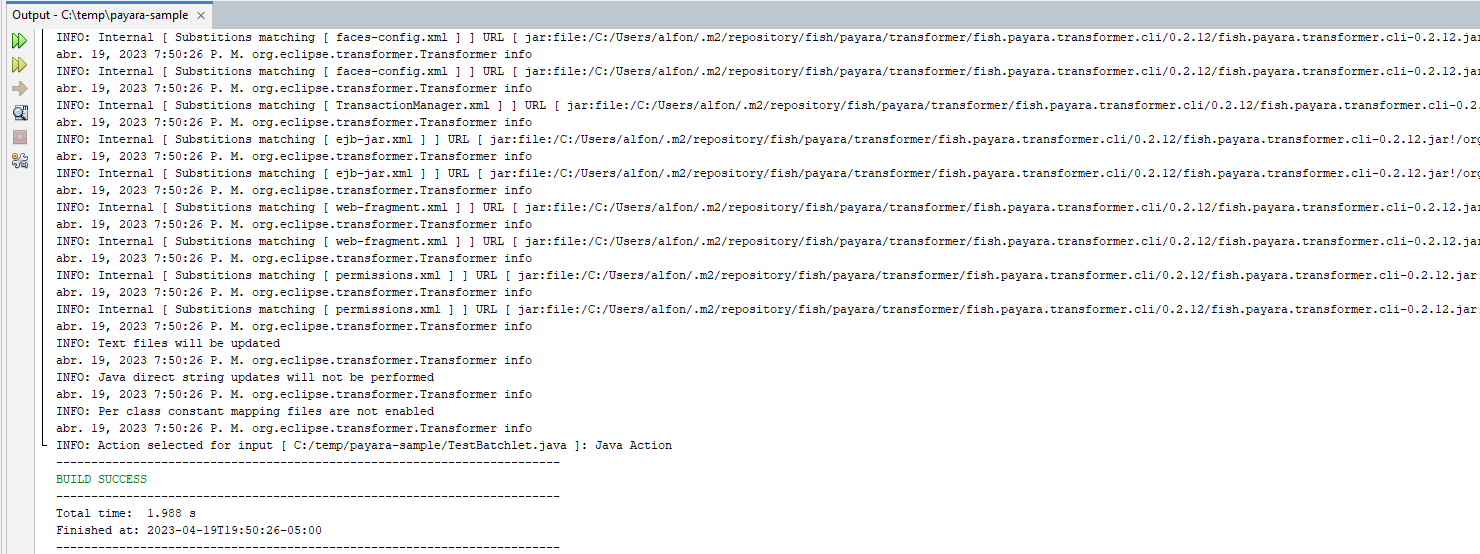 Output - C:\temp\payara-sample ×
INFO: Internal [ Substitions matching [ faces-config.xml ] ] URL [ jar:file:/C:/Users/alfon/.m2/repository/fish/payara/transformer/fish.payara.transformer.cli/0.2.12/fish.payara.transformer.cli-0.2.12.jar
abr. 19, 2023 7:50:26 P. M. org.eclipse.transformer.Transformer info
INFO: Internal [ Substitions matching [ faces-config.xml ] ] URL [ jar:file:/C:/Users/alfon/.m2/repository/fish/payara/transformer/fish.payara.transformer.cli/0.2.12/fish.payara.transformer.cli-0.2.12.jar
abr. 19, 2023 7:50:26 P. M. org.eclipse.transformer.Transformer info
INFO: Internal [ Substitions matching [ TransactionManager.xml ] ] URL [ jar:file:/C:/Users/alfon/.m2/repository/fish/payara/transformer/fish.payara.transformer.cli/0.2.12/fish.payara.transformer.cli-0.2
abr. 19, 2023 7:50:26 P. M. org.eclipse.transformer.Transformer info
INFO: Internal [ Substitions matching [ ejb-jar.xml ] ] URL [ jar:file:/C:/Users/alfon/.m2/repository/fish/payara/transformer/fish.payara.transformer.cli/0.2.12/fish.payara.transformer.cli-0.2.12.jar!/org
abr. 19, 2023 7:50:26 P. M. org.eclipse.transformer.Transformer info
INFO: Internal [ Substitions matching [ ejb-jar.xml ] ] URL [ jar:file:/C:/Users/alfon/.m2/repository/fish/payara/transformer/fish.payara.transformer.cli/0.2.12/fish.payara.transformer.cli-0.2.12.jar!/org
abr. 19, 2023 7:50:26 P. M. org.eclipse.transformer.Transformer info
INFO: Internal [ Substitions matching [ web-fragment.xml ] ] URL [ jar:file:/C:/Users/alfon/.m2/repository/fish/payara/transformer/fish.payara.transformer.cli/0.2.12/fish.payara.transformer.cli-0.2.12.jar
abr. 19, 2023 7:50:26 P. M. org.eclipse.transformer.Transformer info
INFO: Internal [ Substitions matching [ web-fragment.xml ] ] URL [ jar:file:/C:/Users/alfon/.m2/repository/fish/payara/transformer/fish.payara.transformer.cli/0.2.12/fish.payara.transformer.cli-0.2.12.jar
abr. 19, 2023 7:50:26 P. M. org.eclipse.transformer.Transformer info
INFO: Internal [ Substitions matching [ permissions.xml ] ] URL [ jar:file:/C:/Users/alfon/.m2/repository/fish/payara/transformer/fish.payara.transformer.cli/0.2.12/fish.payara.transformer.cli-0.2.12.jar
abr. 19, 2023 7:50:26 P. M. org.eclipse.transformer.Transformer info
INFO: Internal [ Substitions matching [ permissions.xml ] ] URL [ jar:file:/C:/Users/alfon/.m2/repository/fish/payara/transformer/fish.payara.transformer.cli/0.2.12/fish.payara.transformer.cli-0.2.12.jar
abr. 19, 2023 7:50:26 P. M. org.eclipse.transformer.Transformer info
INFO: Text files will be updated
abr. 19, 2023 7:50:26 P. M. org.eclipse.transformer.Transformer info
INFO: Java direct string updates will not be performed
abr. 19, 2023 7:50:26 P. M. org.eclipse.transformer.Transformer info
INFO: Per class constant mapping files are not enabled
abr. 19, 2023 7:50:26 P. M. org.eclipse.transformer.Transformer info
INFO: Action selected for input [ C:/temp/payara-sample/TestBatchlet.java ]: Java Action
------------------------------------------------------------------------
BUILD SUCCESS
------------------------------------------------------------------------
Total time:  1.988 s
Finished at: 2023-04-19T19:50:26-05:00
------------------------------------------------------------------------